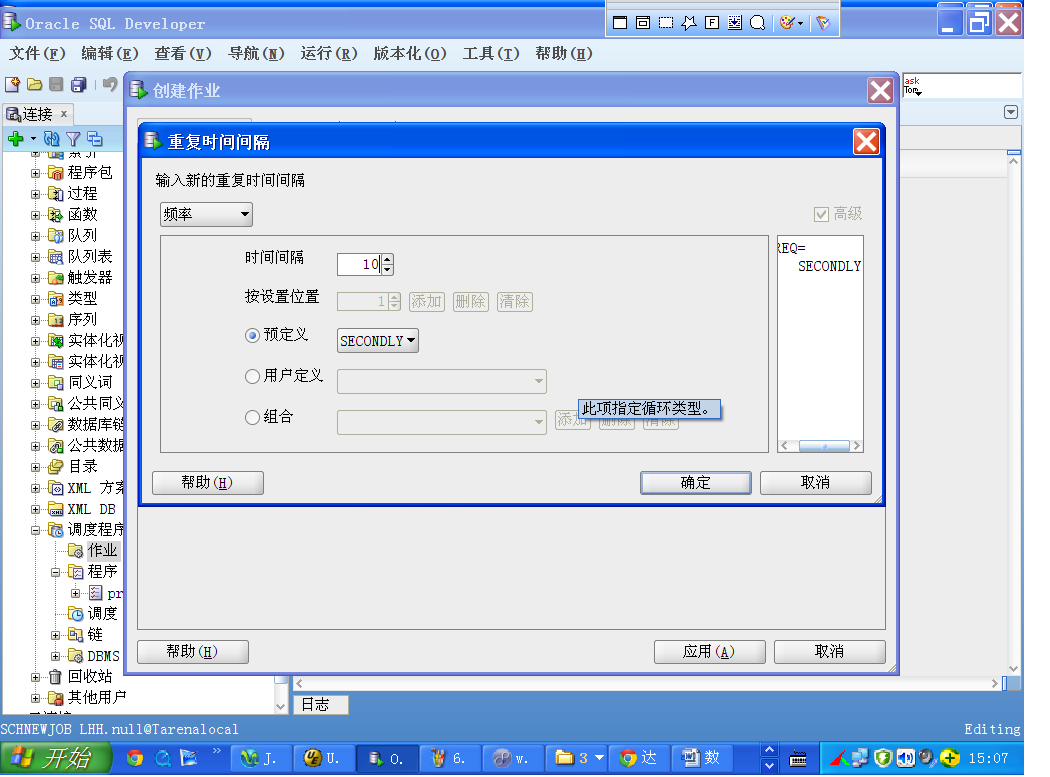 Oracle SQL Developer
文件(F) 编辑(E) 查看(V) 导航(N) 运行(R) 版本化(O) 工具(T) 帮助(H)
创建作业
ask
Tom
连接 ×
重复时间间隔
输入新的重复时间间隔
频率
高级
时间间隔 10
REQ=
SECONDLY
按设置位置 1 添加 删除 清除
预定义 SECONDLY
用户定义
组合 添加 删除 清除
此项指定循环类型。
帮助(H) 确定 取消
索引
程序包
过程
函数
队列
队列表
触发器
类型
序列
实体化视
实体化视
同义词
公共同义
数据库链
公共数据
目录
XML 方案
XML DB
调度程序
作业
程序
pr
调度
链
DBMS
回收站
其他用户
帮助(H) 应用(A) 取消
日志
SCHNEWJOB LHH.null@Tarenalocal Editing
开始 » J. U. O. 6. w. 3 达 数 15:07